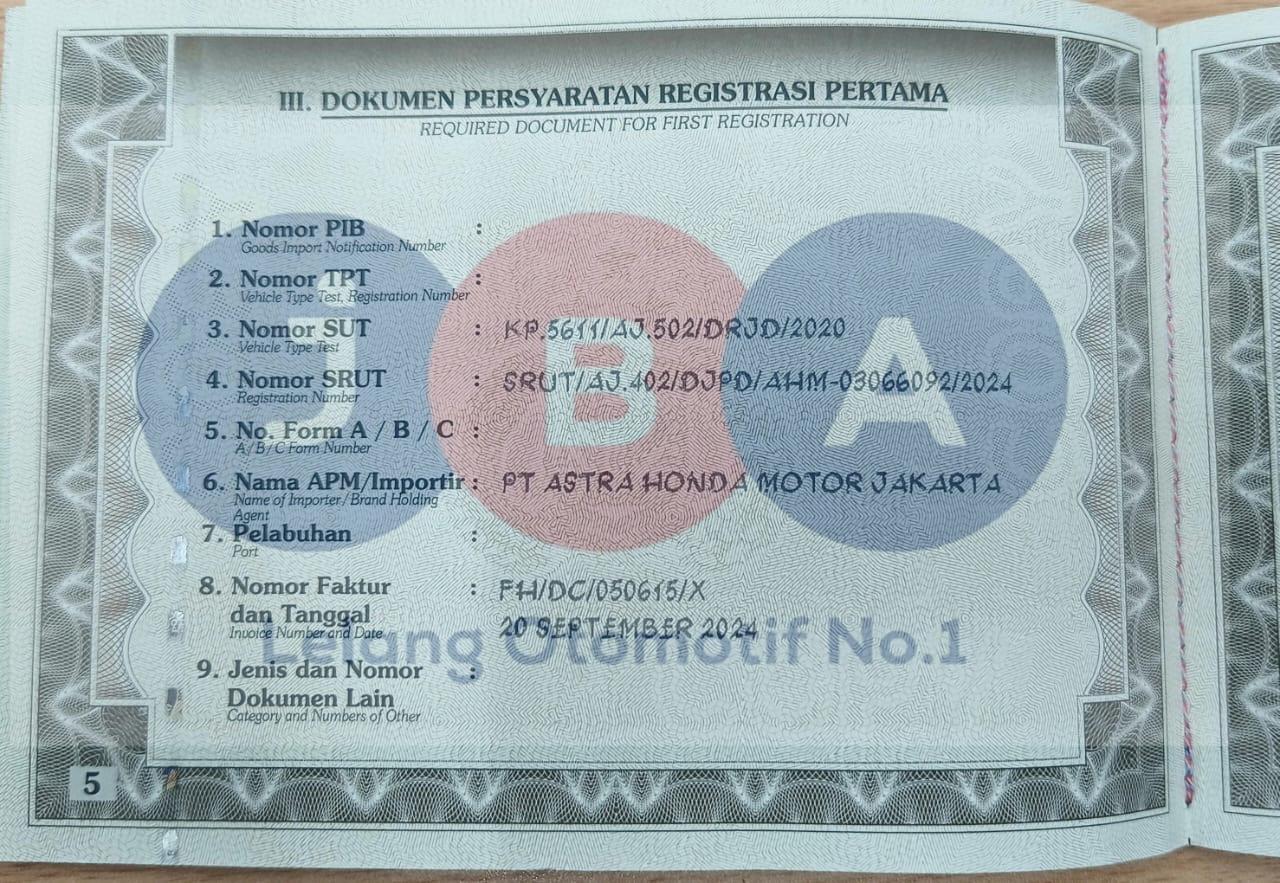 III. DOKUMEN PERSYARATAN REGISTRASI PERTAMA
REQUIRED DOCUMENT FOR FIRST REGISTRATION
1. Nomor PIB :
Goods Import Notification Number
2. Nomor TPT :
Vehicle Type Test, Registration Number
3. Nomor SUT : KP.5611/AJ.502/DRJD/2020
Vehicle Type Test
4. Nomor SRUT : SRUT/AJ.402/DJPD/AHM-03066092/2024
Registration Number
5. No. Form A / B / C :
A / B / C Form Number
6. Nama APM/Importir : PT ASTRA HONDA MOTOR JAKARTA
Name of Importer / Brand Holding
Agent
7. Pelabuhan :
Port
8. Nomor Faktur : FH/DC/050615/X
dan Tanggal 20 SEPTEMBER 2024
Invoice Number and Date
9. Jenis dan Nomor :
Dokumen Lain
Category and Numbers of Other
5
JBA
Lelang Otomotif No.1